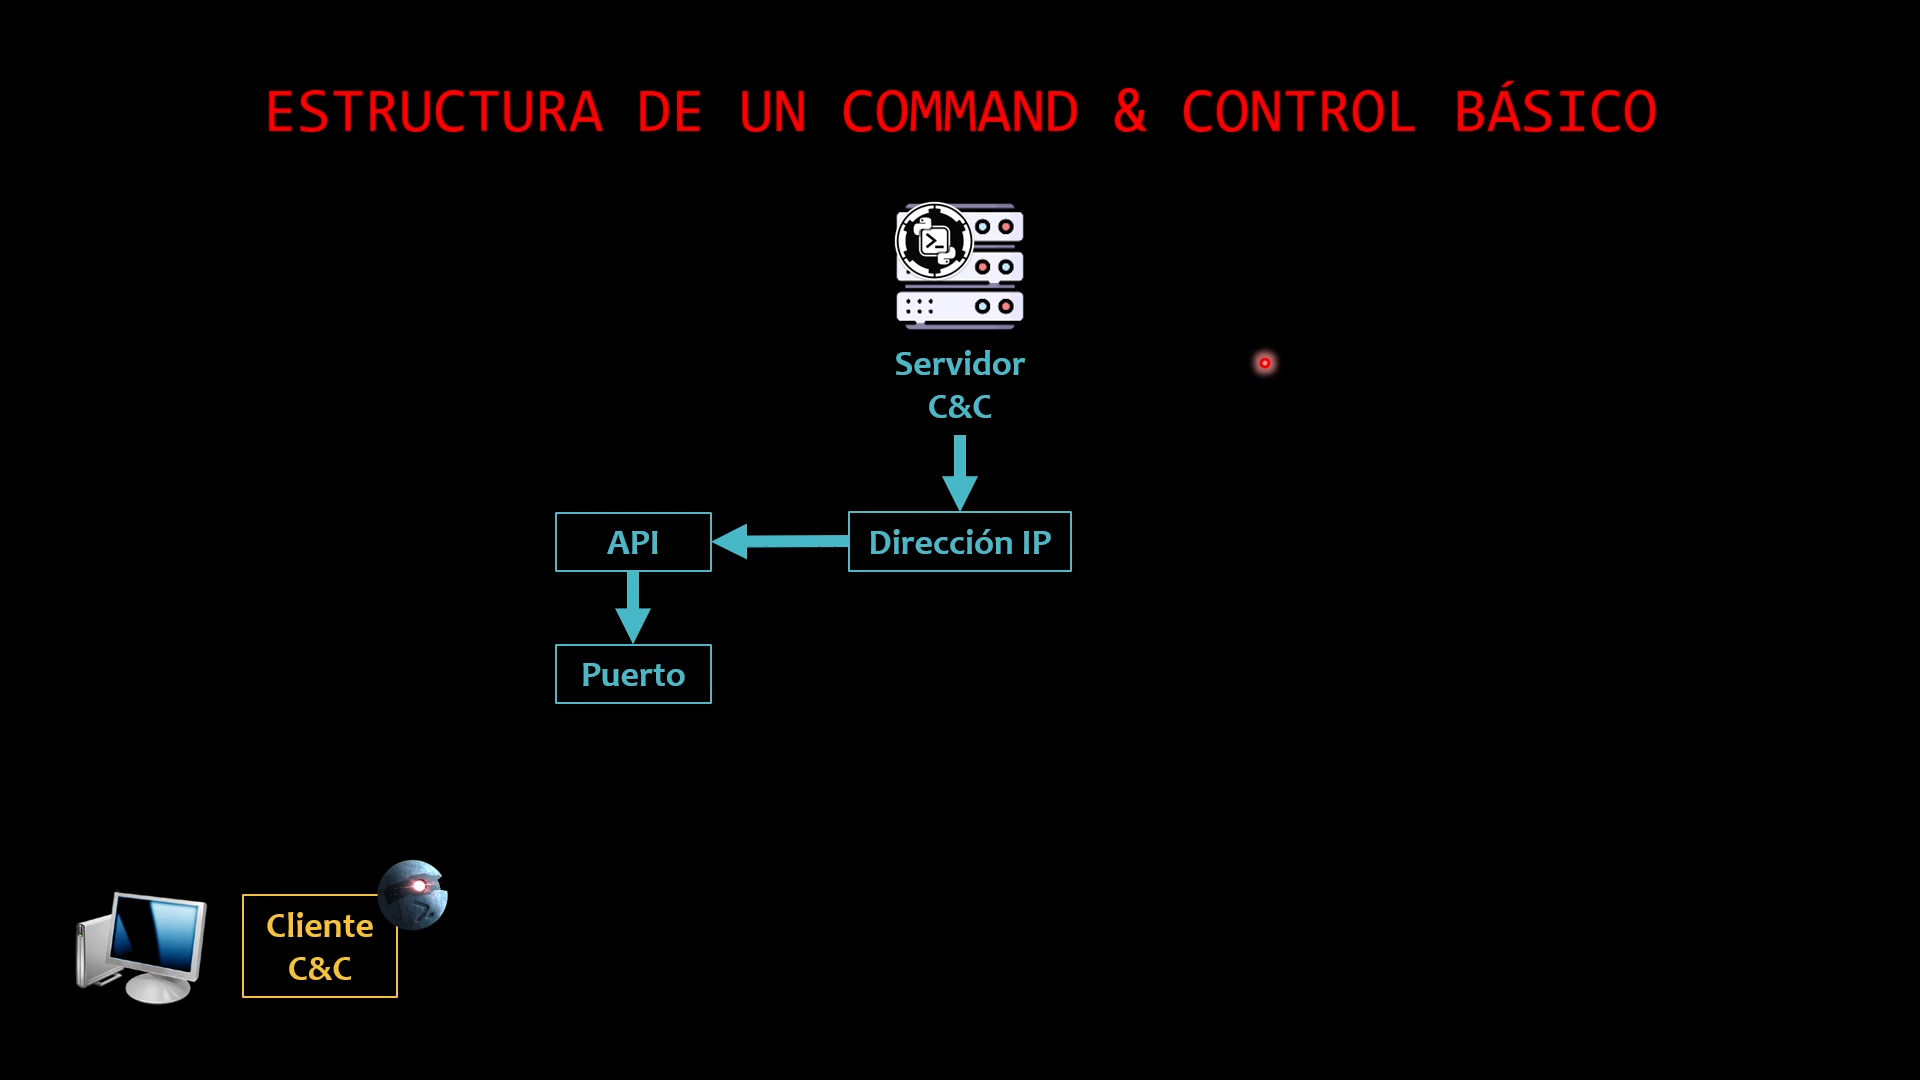 ESTRUCTURA DE UN COMMAND & CONTROL BÁSICO
Servidor
C&C
API
Dirección IP
Puerto
Cliente
C&C